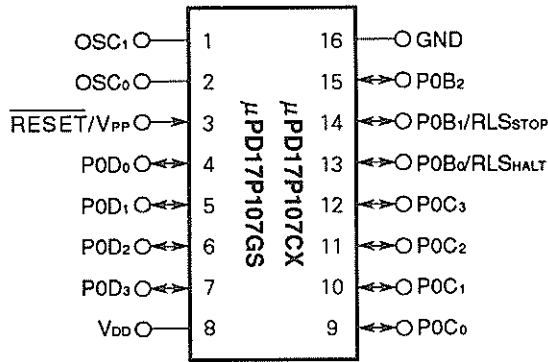 OSC₁ 1 16 GND
OSC₀ 2 15 P0B₂
RESET/VPP 3 14 P0B₁/RLSSTOP
P0D₀ 4 13 P0B₀/RLSHALT
P0D₁ 5 12 P0C₃
P0D₂ 6 11 P0C₂
P0D₃ 7 10 P0C₁
VDD 8 9 P0C₀
μPD17P107CX
μPD17P107GS